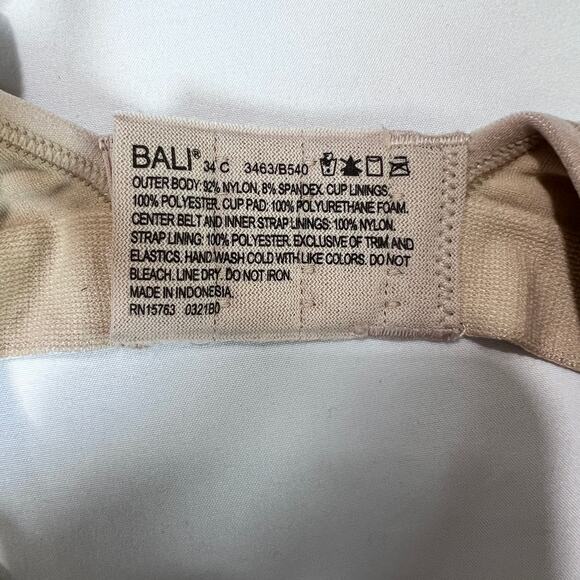 BALI® 34 C 3463/B540
OUTER BODY: 92% NYLON, 8% SPANDEX. CUP LININGS:
100% POLYESTER. CUP PAD: 100% POLYURETHANE FOAM.
CENTER BELT AND INNER STRAP LININGS: 100% NYLON.
STRAP LINING: 100% POLYESTER. EXCLUSIVE OF TRIM AND
ELASTICS. HAND WASH COLD WITH LIKE COLORS. DO NOT
BLEACH. LINE DRY. DO NOT IRON.
MADE IN INDONESIA.
RN15763 0321B0